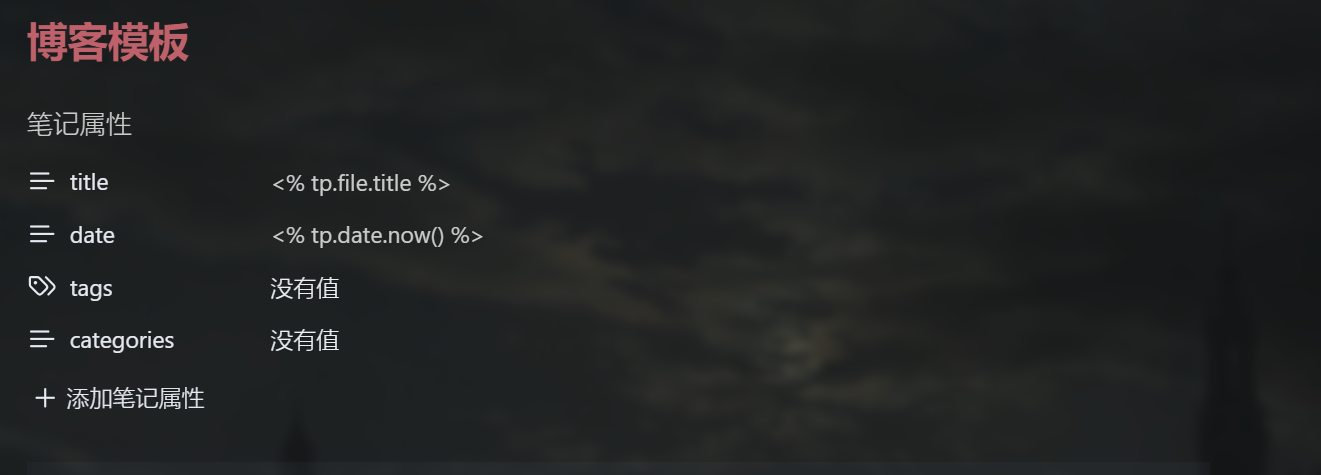 博客模板
笔记属性
title <% tp.file.title %>
date <% tp.date.now() %>
tags 没有值
categories 没有值
+ 添加笔记属性